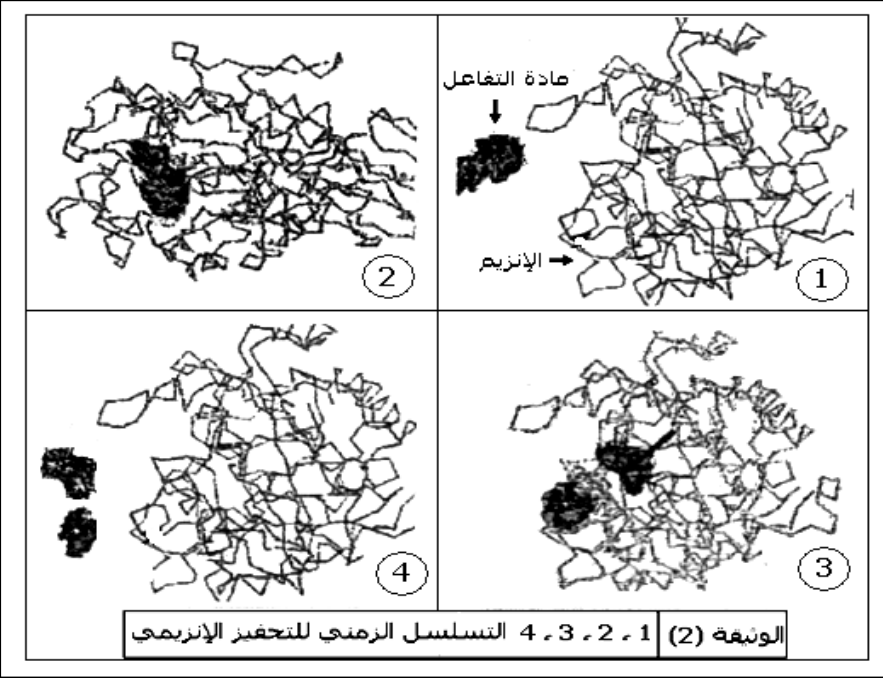 مادة التفاعل
الإنزيم
1
2
3
4
الوثيقة (2) 1 ، 2 ، 3 ، 4 التسلسل الزمني للتحفيز الإنزيمي